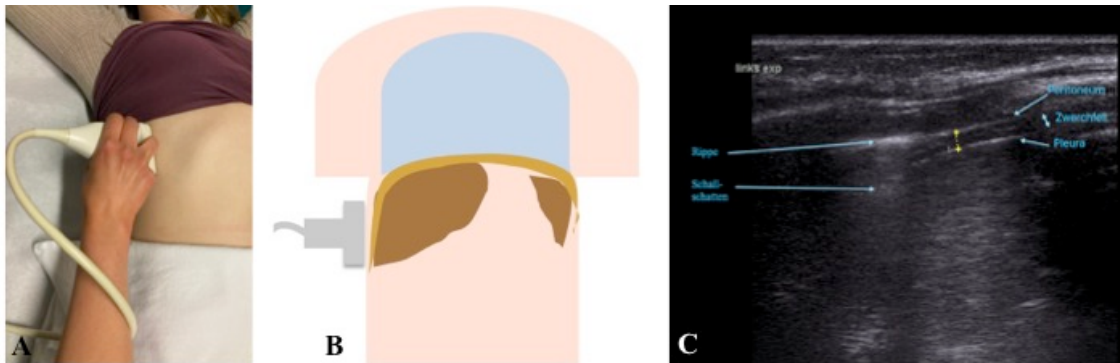 A
B
C
links exp
Peritoneum
Zwerchfell
Pleura
Rippe
Schall-
schatten